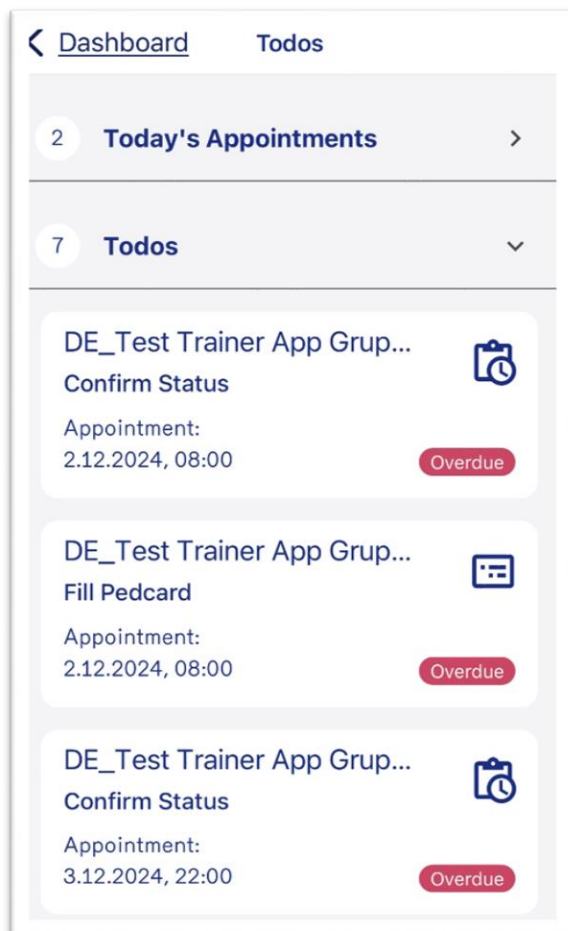 Dashboard Todos
2 Today's Appointments
7 Todos
DE_Test Trainer App Grup...
Confirm Status
Appointment:
2.12.2024, 08:00 Overdue
DE_Test Trainer App Grup...
Fill Pedcard
Appointment:
2.12.2024, 08:00 Overdue
DE_Test Trainer App Grup...
Confirm Status
Appointment:
3.12.2024, 22:00 Overdue